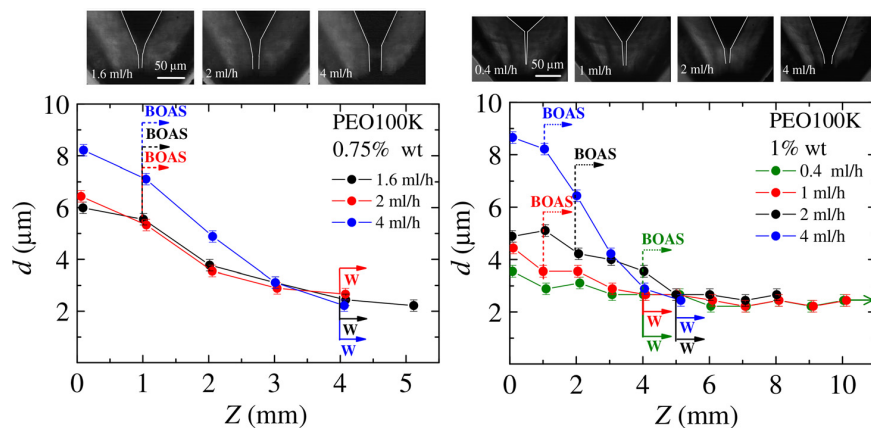 1.6 ml/h
50 μm
2 ml/h
4 ml/h
10
8
6
4
2
d (μm)
BOAS
BOAS
BOAS
PEO100K
0.75% wt
1.6 ml/h
2 ml/h
4 ml/h
W
W
W
0
1
2
3
4
5
Z (mm)
0.4 ml/h
50 μm
1 ml/h
2 ml/h
4 ml/h
10
8
6
4
2
d (μm)
BOAS
BOAS
BOAS
BOAS
PEO100K
1% wt
0.4 ml/h
1 ml/h
2 ml/h
4 ml/h
W
W
W
W
0
2
4
6
8
10
Z (mm)